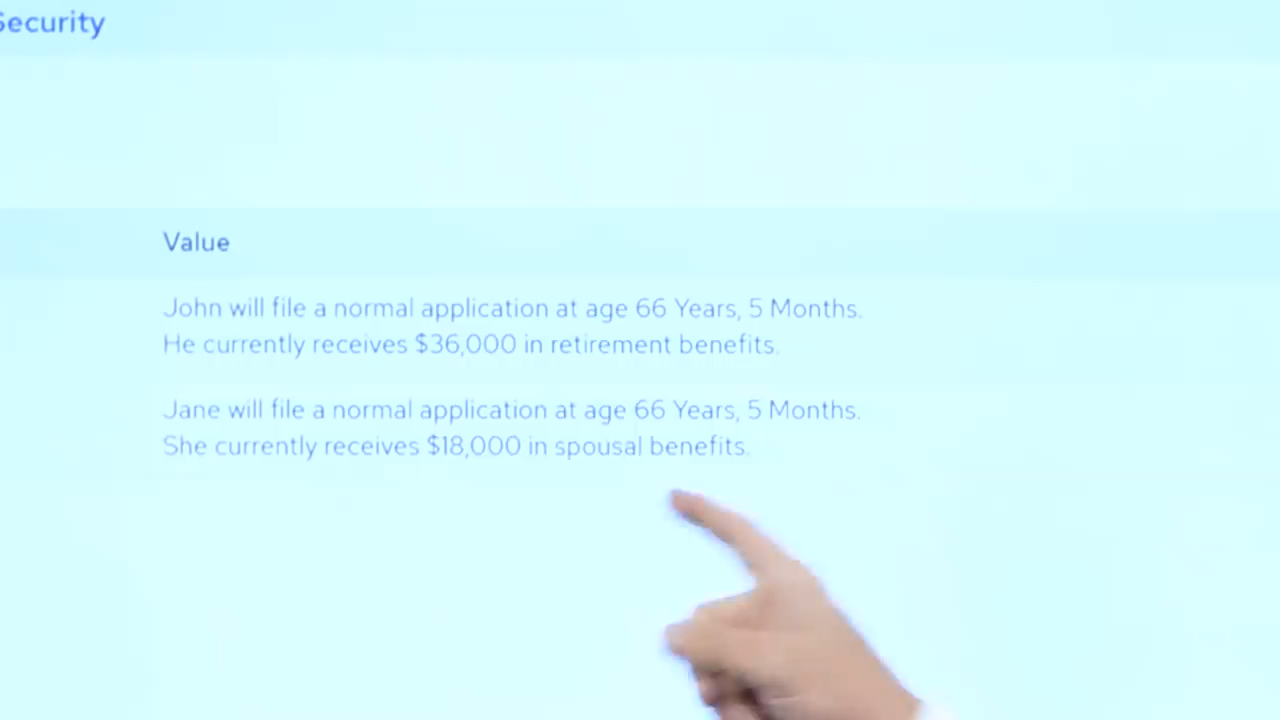 Security
Value
John will file a normal application at age 66 Years, 5 Months.
He currently receives $36,000 in retirement benefits.
Jane will file a normal application at age 66 Years, 5 Months.
She currently receives $18,000 in spousal benefits.